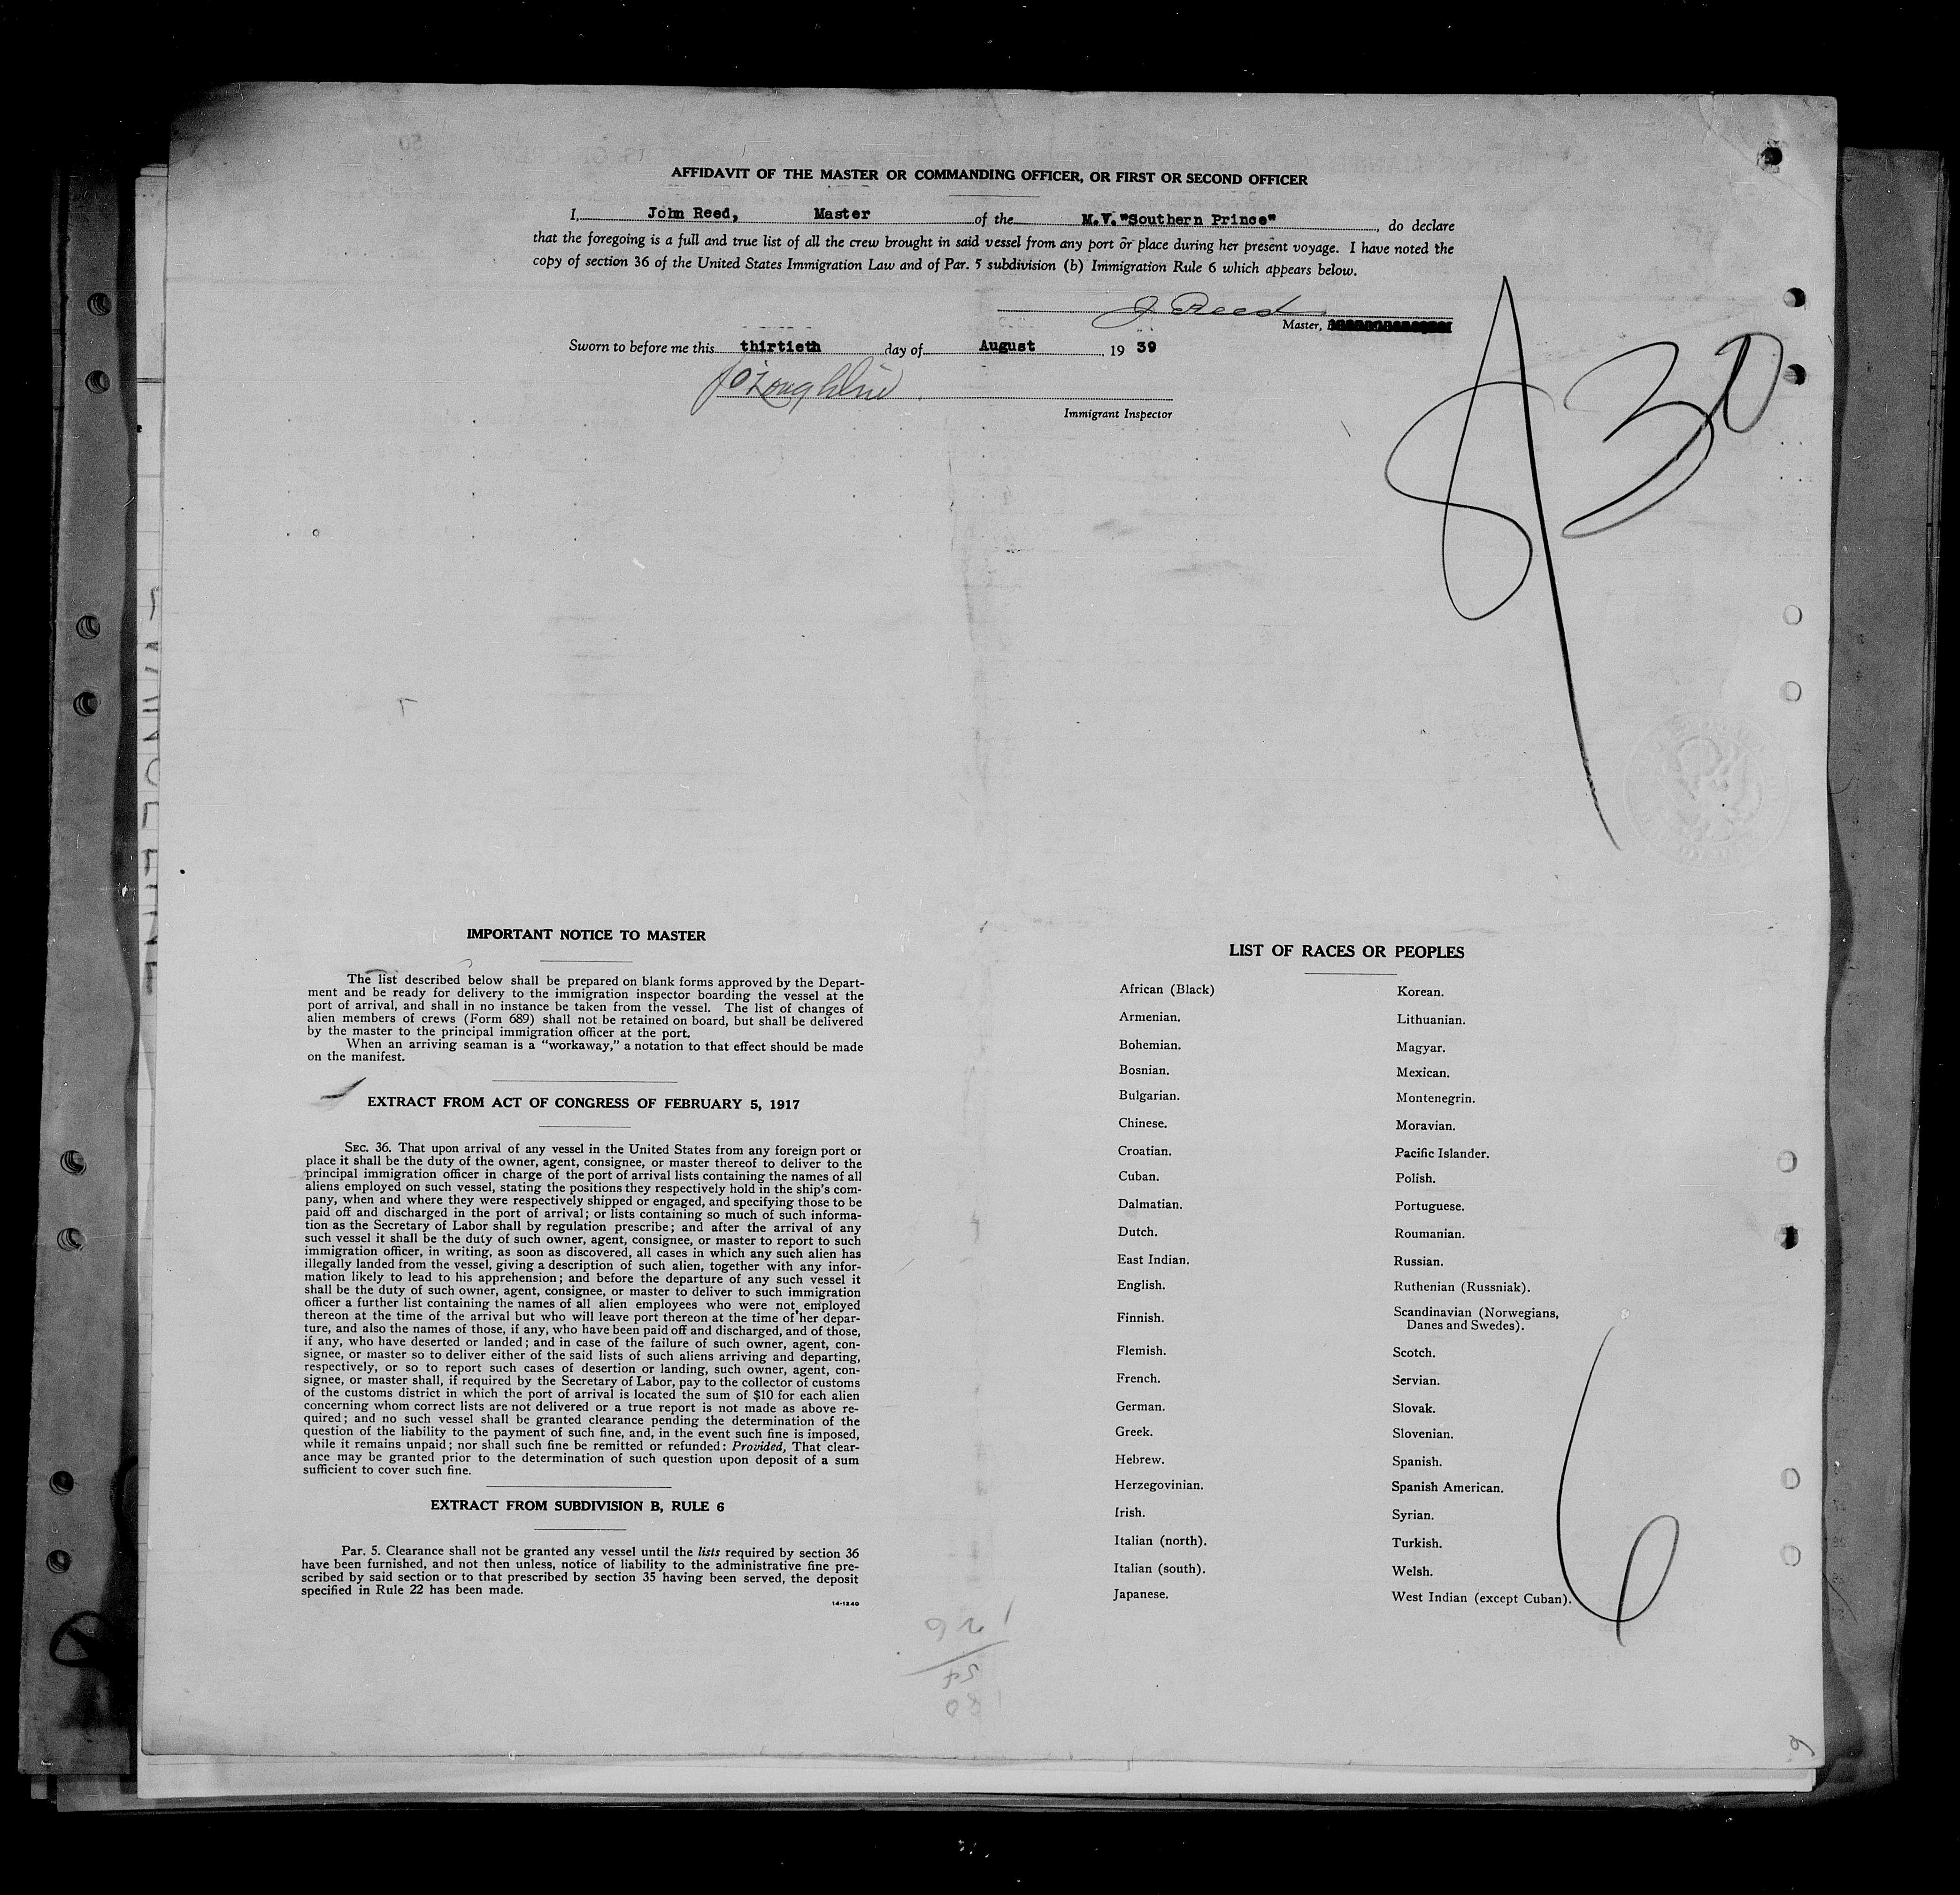 AFFIDAVIT OF THE MASTER OR COMMANDING OFFICER, OR FIRST OR SECOND OFFICER
I, John Reed, Master of the M.V. "Southern Prince", do declare
that the foregoing is a full and true list of all the crew brought in said vessel from any port or place during her present voyage. I have noted the
copy of section 36 of the United States Immigration Law and of Par. 5 subdivision (b) Immigration Rule 6 which appears below.
J Reed
Master,
Sworn to before me this thirtieth day of August, 19 39
J O'Loughlin
Immigrant Inspector
8/30
IMPORTANT NOTICE TO MASTER
The list described below shall be prepared on blank forms approved by the Depart-
ment and be ready for delivery to the immigration inspector boarding the vessel at the
port of arrival, and shall in no instance be taken from the vessel. The list of changes of
alien members of crews (Form 689) shall not be retained on board, but shall be delivered
by the master to the principal immigration officer at the port.
When an arriving seaman is a "workaway," a notation to that effect should be made
on the manifest.
EXTRACT FROM ACT OF CONGRESS OF FEBRUARY 5, 1917
SEC. 36. That upon arrival of any vessel in the United States from any foreign port or
place it shall be the duty of the owner, agent, consignee, or master thereof to deliver to the
principal immigration officer in charge of the port of arrival lists containing the names of all
aliens employed on such vessel, stating the positions they respectively hold in the ship's com-
pany, when and where they were respectively shipped or engaged, and specifying those to be
paid off and discharged in the port of arrival; or lists containing so much of such informa-
tion as the Secretary of Labor shall by regulation prescribe; and after the arrival of any
such vessel it shall be the duty of such owner, agent, consignee, or master to report to such
immigration officer, in writing, as soon as discovered, all cases in which any such alien has
illegally landed from the vessel, giving a description of such alien, together with any infor-
mation likely to lead to his apprehension; and before the departure of any such vessel it
shall be the duty of such owner, agent, consignee, or master to deliver to such immigration
officer a further list containing the names of all alien employees who were not employed
thereon at the time of the arrival but who will leave port thereon at the time of her depar-
ture, and also the names of those, if any, who have been paid off and discharged, and of those,
if any, who have deserted or landed; and in case of the failure of such owner, agent, con-
signee, or master so to deliver either of the said lists of such aliens arriving and departing,
respectively, or so to report such cases of desertion or landing, such owner, agent, con-
signee, or master shall, if required by the Secretary of Labor, pay to the collector of customs
of the customs district in which the port of arrival is located the sum of $10 for each alien
concerning whom correct lists are not delivered or a true report is not made as above re-
quired; and no such vessel shall be granted clearance pending the determination of the
question of the liability to the payment of such fine, and, in the event such fine is imposed,
while it remains unpaid; nor shall such fine be remitted or refunded: Provided, That clear-
ance may be granted prior to the determination of such question upon deposit of a sum
sufficient to cover such fine.
EXTRACT FROM SUBDIVISION B, RULE 6
Par. 5. Clearance shall not be granted any vessel until the lists required by section 36
have been furnished, and not then unless, notice of liability to the administrative fine pre-
scribed by said section or to that prescribed by section 35 having been served, the deposit
specified in Rule 22 has been made.
14-1240
LIST OF RACES OR PEOPLES
African (Black)
Armenian.
Bohemian.
Bosnian.
Bulgarian.
Chinese.
Croatian.
Cuban.
Dalmatian.
Dutch.
East Indian.
English.
Finnish.
Flemish.
French.
German.
Greek.
Hebrew.
Herzegovinian.
Irish.
Italian (north).
Italian (south).
Japanese.
Korean.
Lithuanian.
Magyar.
Mexican.
Montenegrin.
Moravian.
Pacific Islander.
Polish.
Portuguese.
Roumanian.
Russian.
Ruthenian (Russniak).
Scandinavian (Norwegians,
Danes and Swedes).
Scotch.
Servian.
Slovak.
Slovenian.
Spanish.
Spanish American.
Syrian.
Turkish.
Welsh.
West Indian (except Cuban).
6